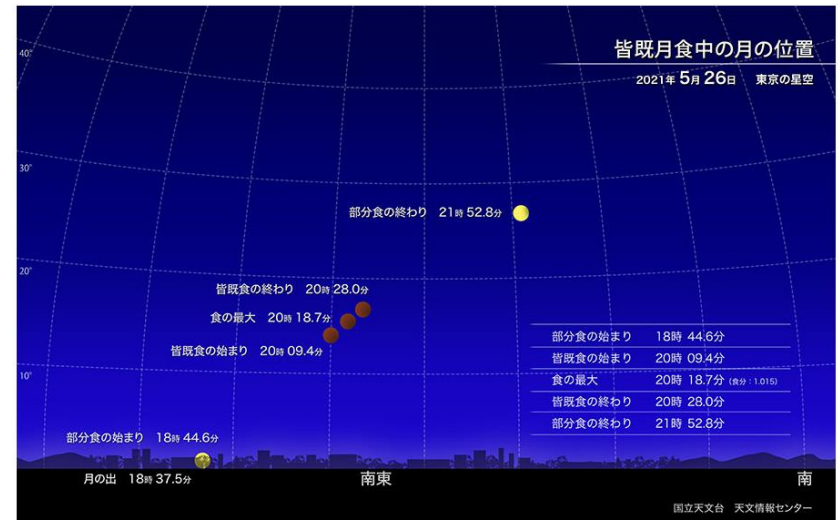 皆既月食中の月の位置
2021年 5月 26日 東京の星空
40°
30°
20°
10°
部分食の終わり 21時 52.8分
皆既食の終わり 20時 28.0分
食の最大 20時 18.7分
皆既食の始まり 20時 09.4分
部分食の始まり 18時 44.6分
月の出 18時 37.5分
部分食の始まり 18時 44.6分
皆既食の始まり 20時 09.4分
食の最大 20時 18.7分 (食分:1.015)
皆既食の終わり 20時 28.0分
部分食の終わり 21時 52.8分
南東
南
国立天文台 天文情報センター